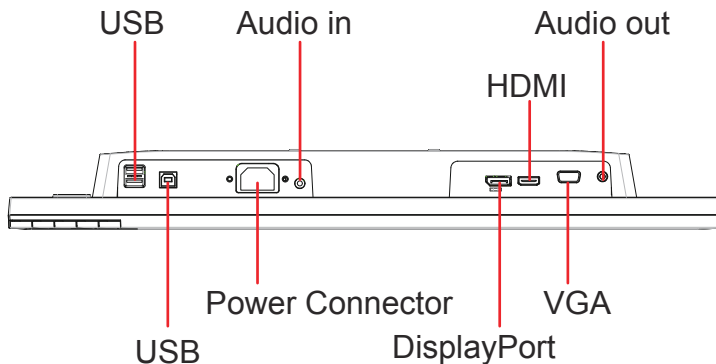 USB
Audio in
Audio out
HDMI
Power Connector
VGA
USB
DisplayPort